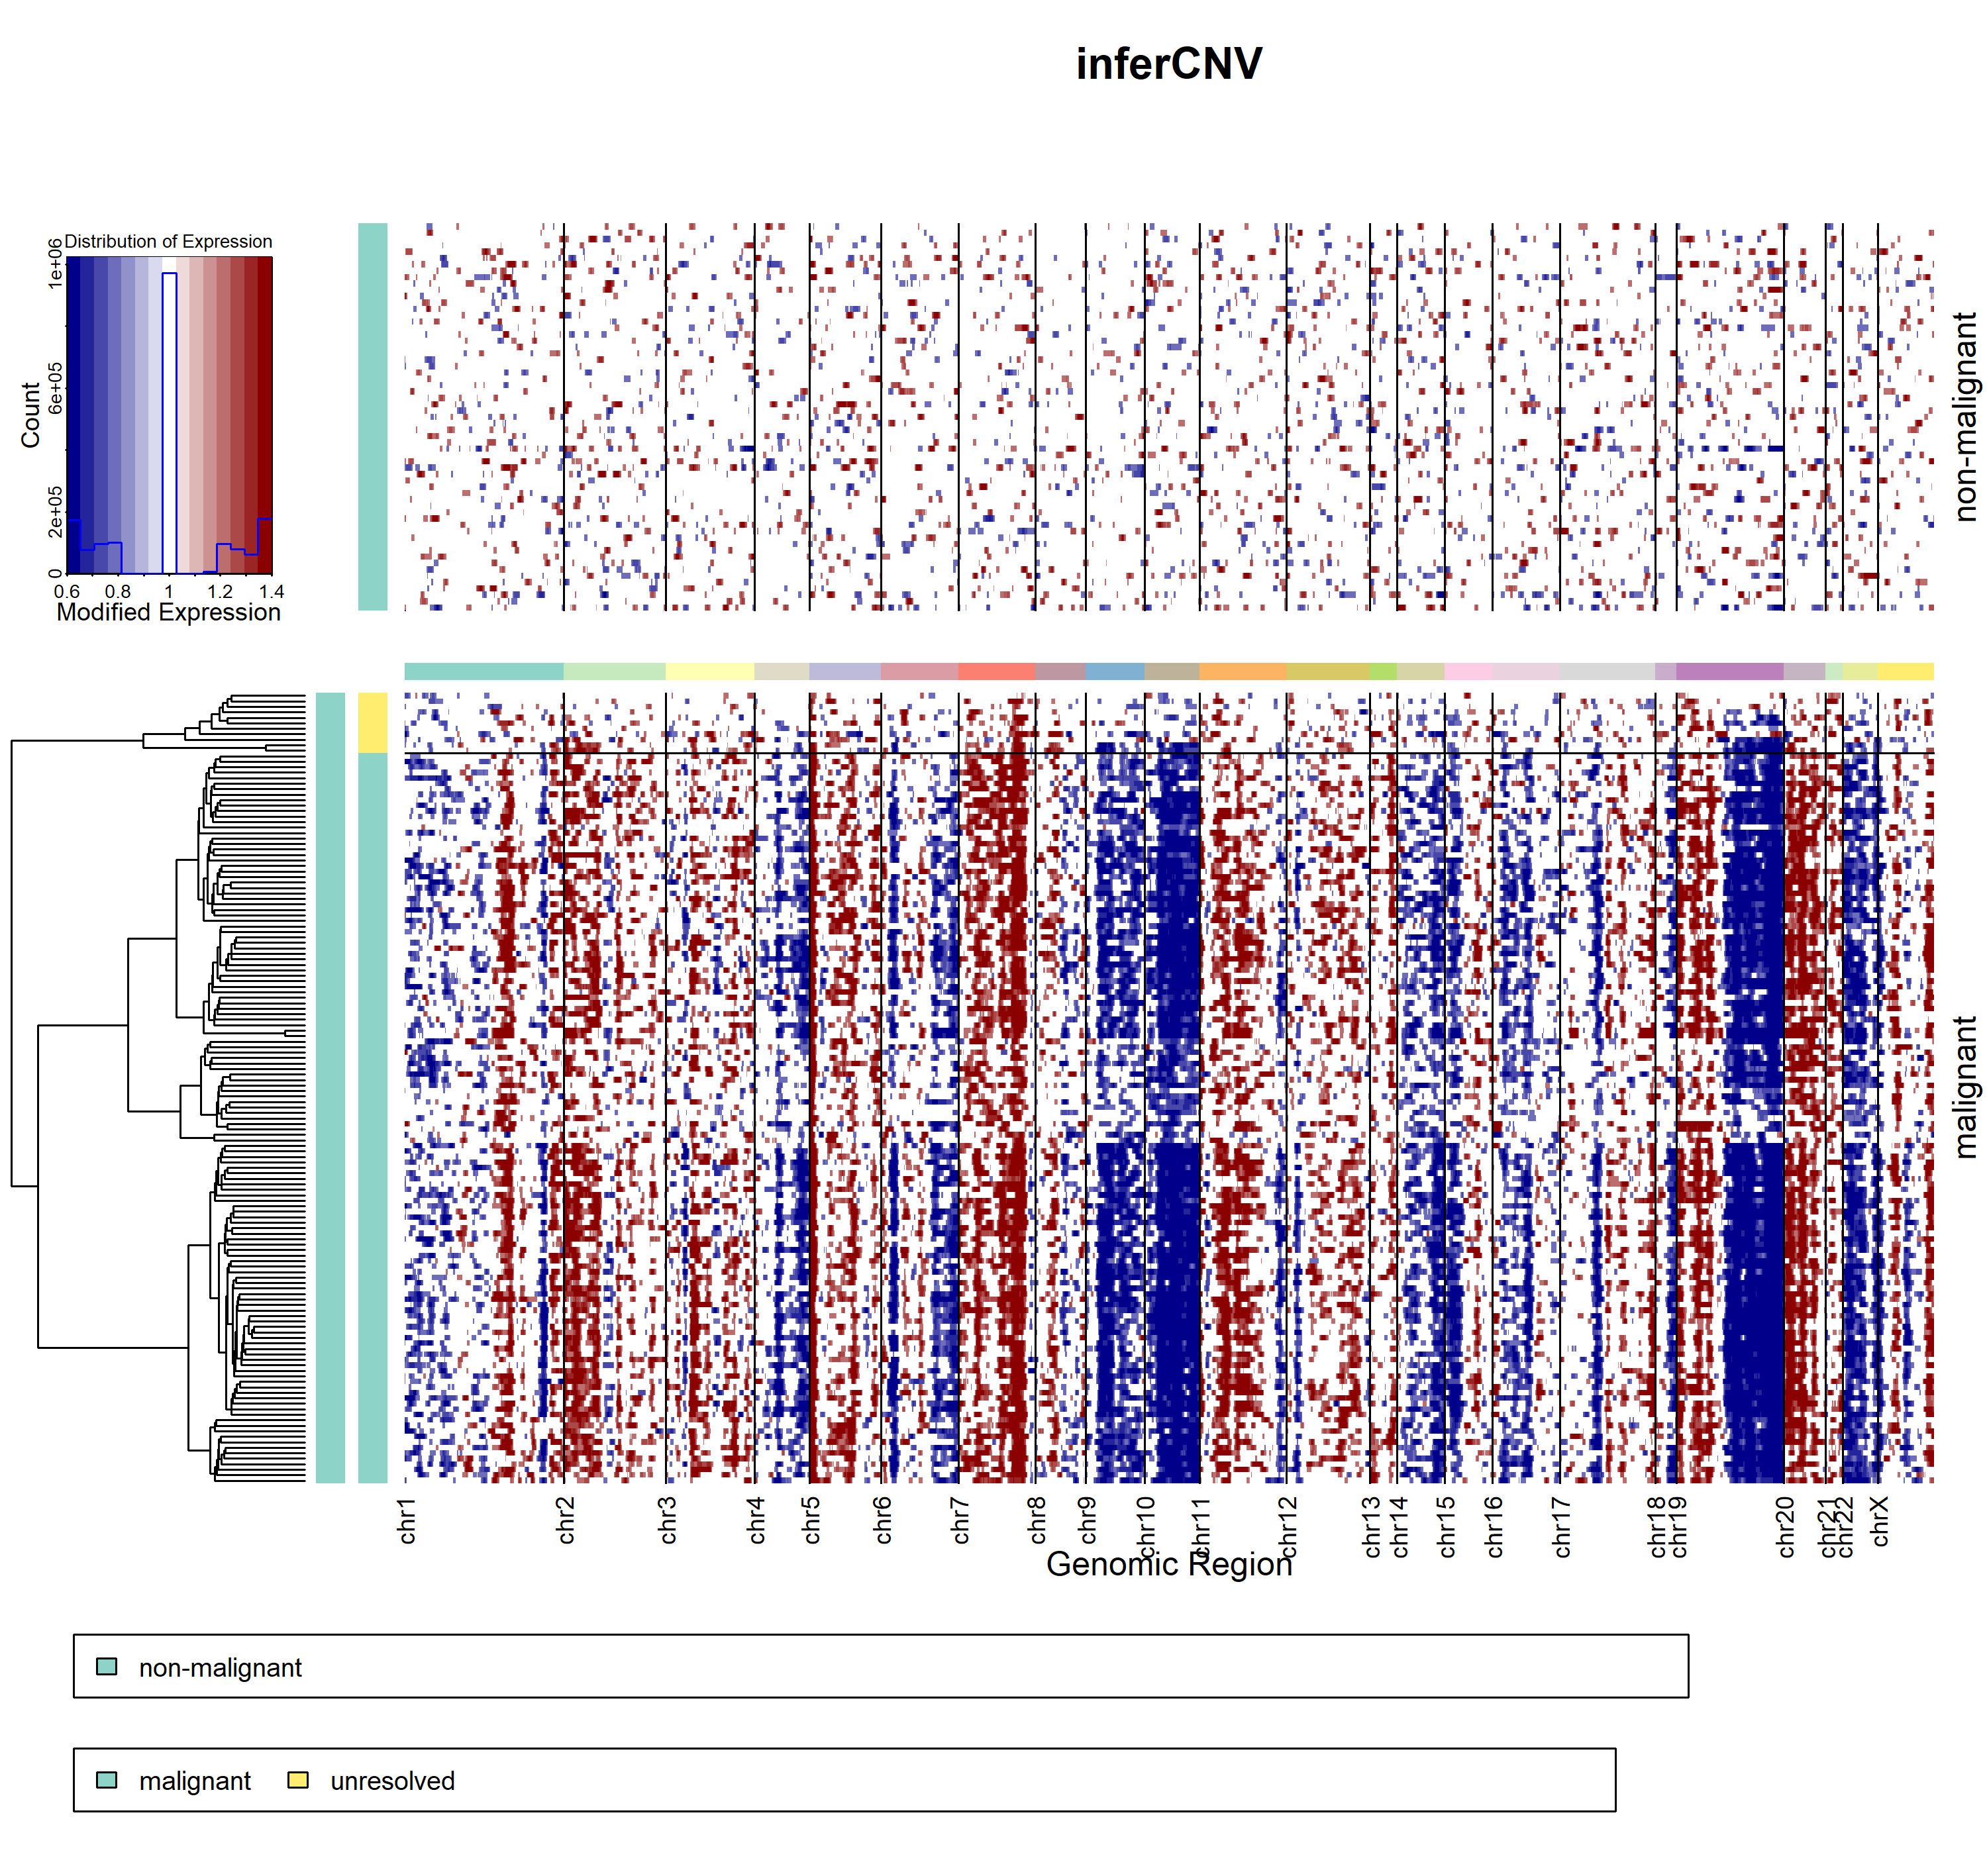 inferCNV
Distribution of Expression
Count
0 2e+05 6e+05 1e+06
0.6 0.8 1 1.2 1.4
Modified Expression
non-malignant
malignant
chr1 chr2 chr3 chr4 chr5 chr6 chr7 chr8 chr9 chr10 chr11 chr12 chr13 chr14 chr15 chr16 chr17 chr18 chr19 chr20 chr21 chr22 chrX
Genomic Region
non-malignant
malignant unresolved